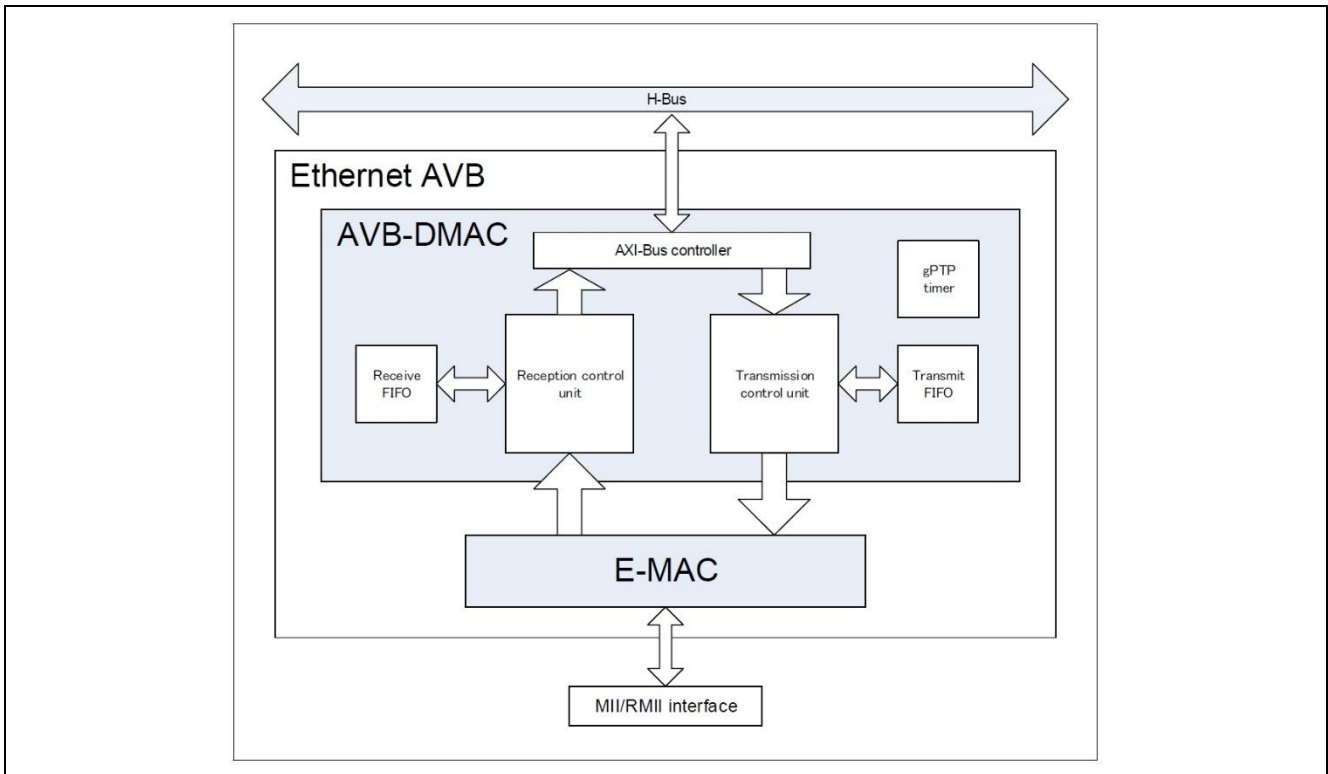 H-Bus
Ethernet AVB
AVB-DMAC
AXI-Bus controller
gPTP
timer
Receive
FIFO
Reception control
unit
Transmission
control unit
Transmit
FIFO
E-MAC
MII/RMII interface